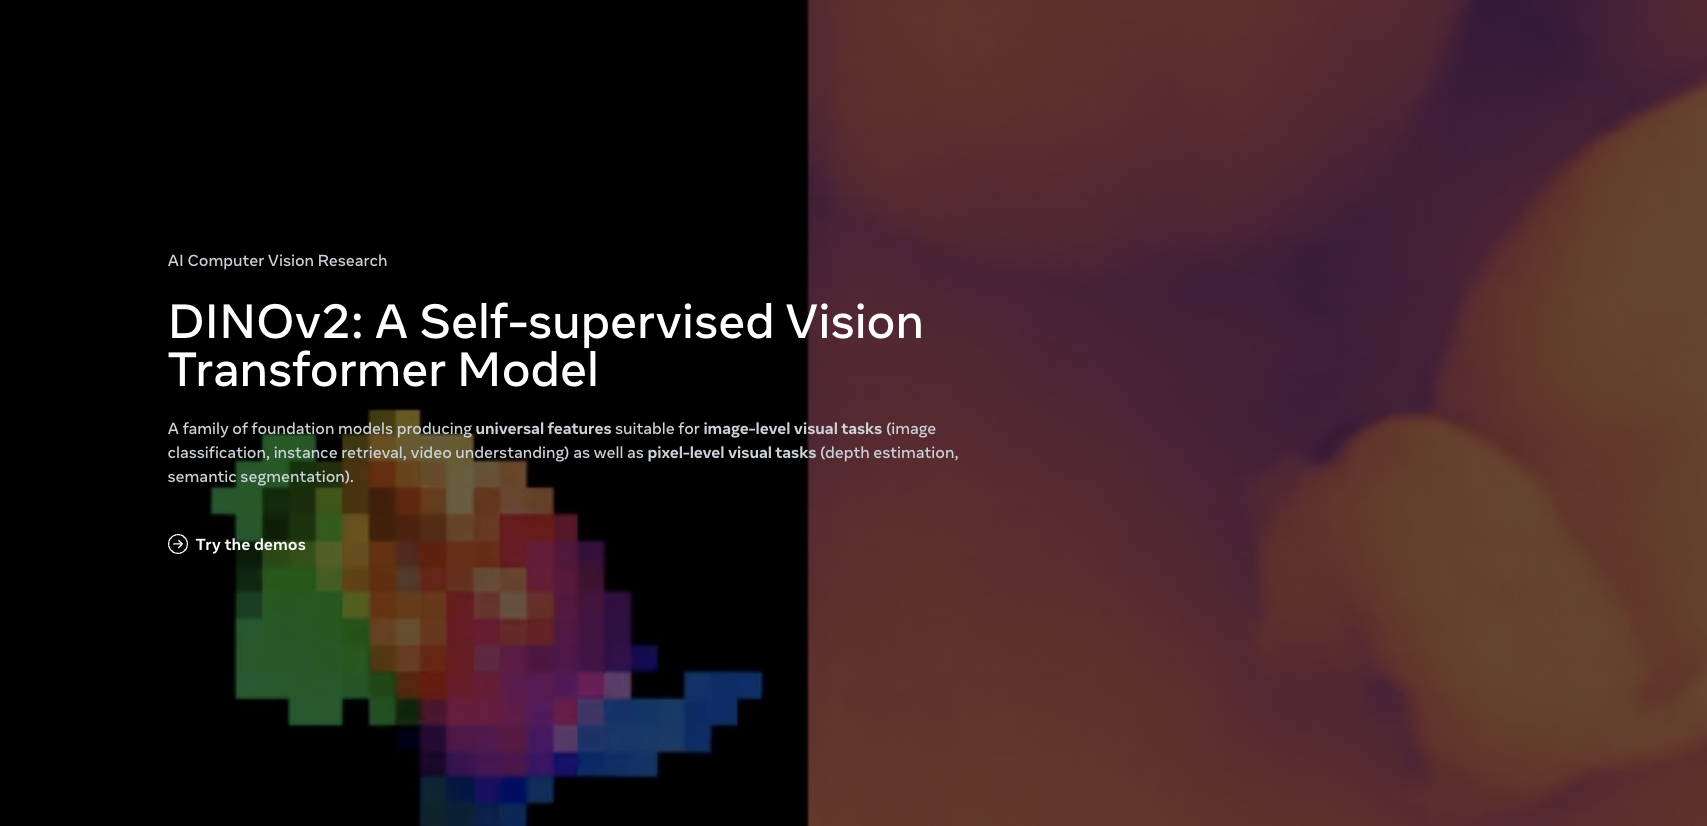 AI Computer Vision Research
DINOv2: A Self-supervised Vision
Transformer Model
A family of foundation models producing universal features suitable for image-level visual tasks (image
classification, instance retrieval, video understanding) as well as pixel-level visual tasks (depth estimation,
semantic segmentation).
Try the demos